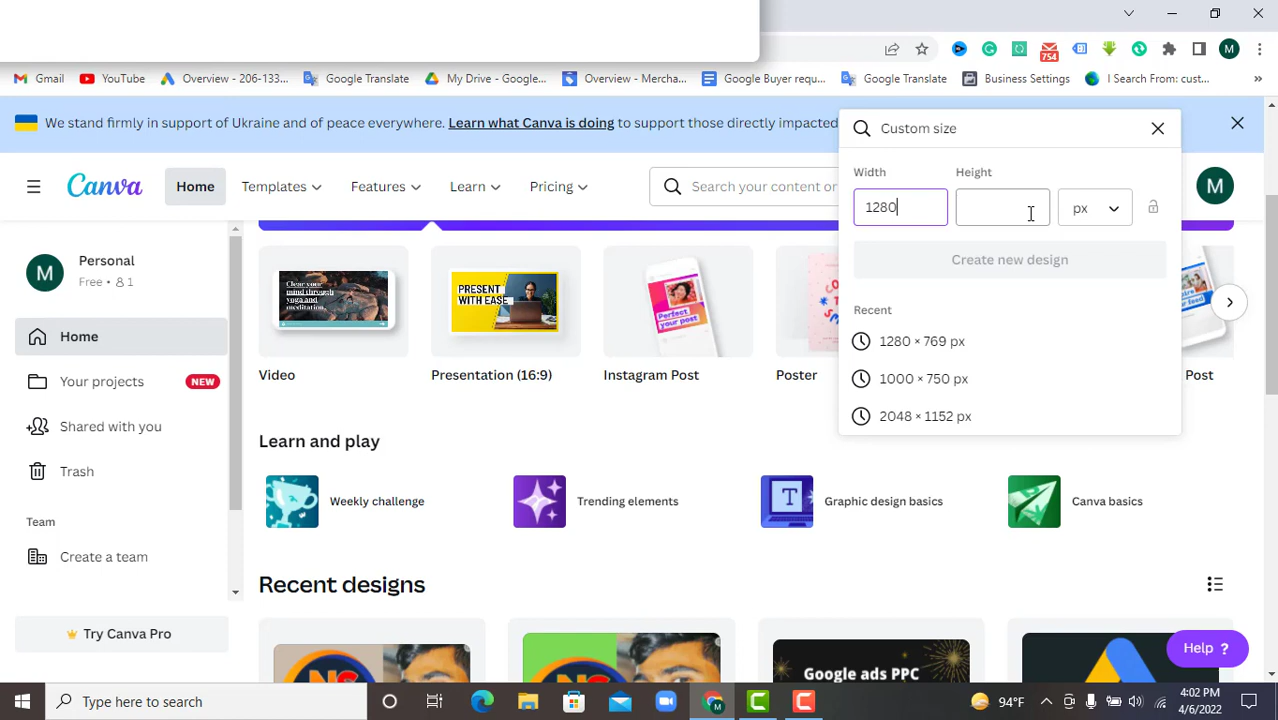 754
M
Gmail
YouTube
Overview - 206-133...
Google Translate
My Drive - Google...
Overview - Mercha...
Google Buyer requ...
Google Translate
Business Settings
I Search From: cust...
»
We stand firmly in support of Ukraine and of peace everywhere. Learn what Canva is doing to support those directly impacted
Custom size
Width
Height
1280
px
Create new design
Recent
1280 × 769 px
1000 × 750 px
2048 × 1152 px
Canva
Home
Templates
Features
Learn
Pricing
Search your content or
M
M
Personal
Free • 1
Home
Your projects
NEW
Shared with you
Trash
Team
Create a team
Try Canva Pro
Clear your mind through yoga and meditation.
PRESENT
WITH EASE
Perfect
your post
Video
Presentation (16:9)
Instagram Post
Poster
Post
Learn and play
Weekly challenge
Trending elements
T
Graphic design basics
Canva basics
Recent designs
Google ads PPC
Help ?
Type here to search
94°F
4:02 PM
4/6/2022